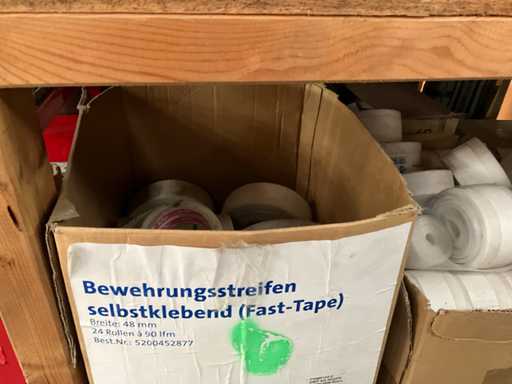 Bewehrungsstreifen
selbstklebend (Fast-Tape)
Breite: 48 mm
24 Rollen à 90 lfm
Best.Nr.: 5200452877